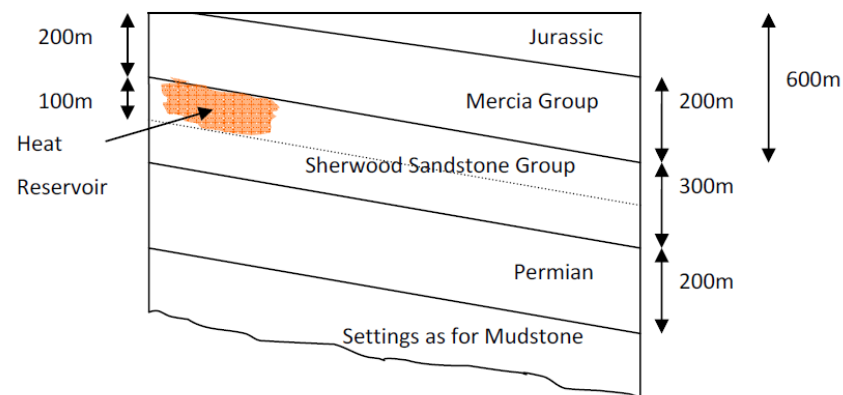 200m
Jurassic
600m
100m
Mercia Group
200m
Heat
Reservoir
Sherwood Sandstone Group
300m
Permian
200m
Settings as for Mudstone